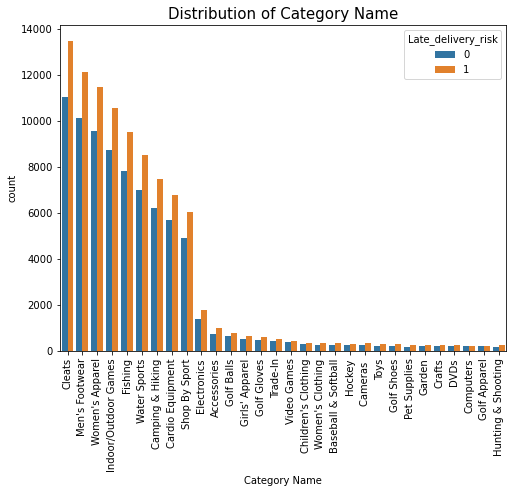 Distribution of Category Name
Late_delivery_risk
0
1
14000
12000
10000
8000
6000
4000
2000
0
count
Cleats
Men's Footwear
Women's Apparel
Indoor/Outdoor Games
Fishing
Water Sports
Camping & Hiking
Cardio Equipment
Shop By Sport
Electronics
Accessories
Golf Balls
Girls' Apparel
Golf Gloves
Trade-In
Video Games
Children's Clothing
Women's Clothing
Baseball & Softball
Hockey
Cameras
Toys
Golf Shoes
Pet Supplies
Garden
Crafts
DVDs
Computers
Golf Apparel
Hunting & Shooting
Category Name